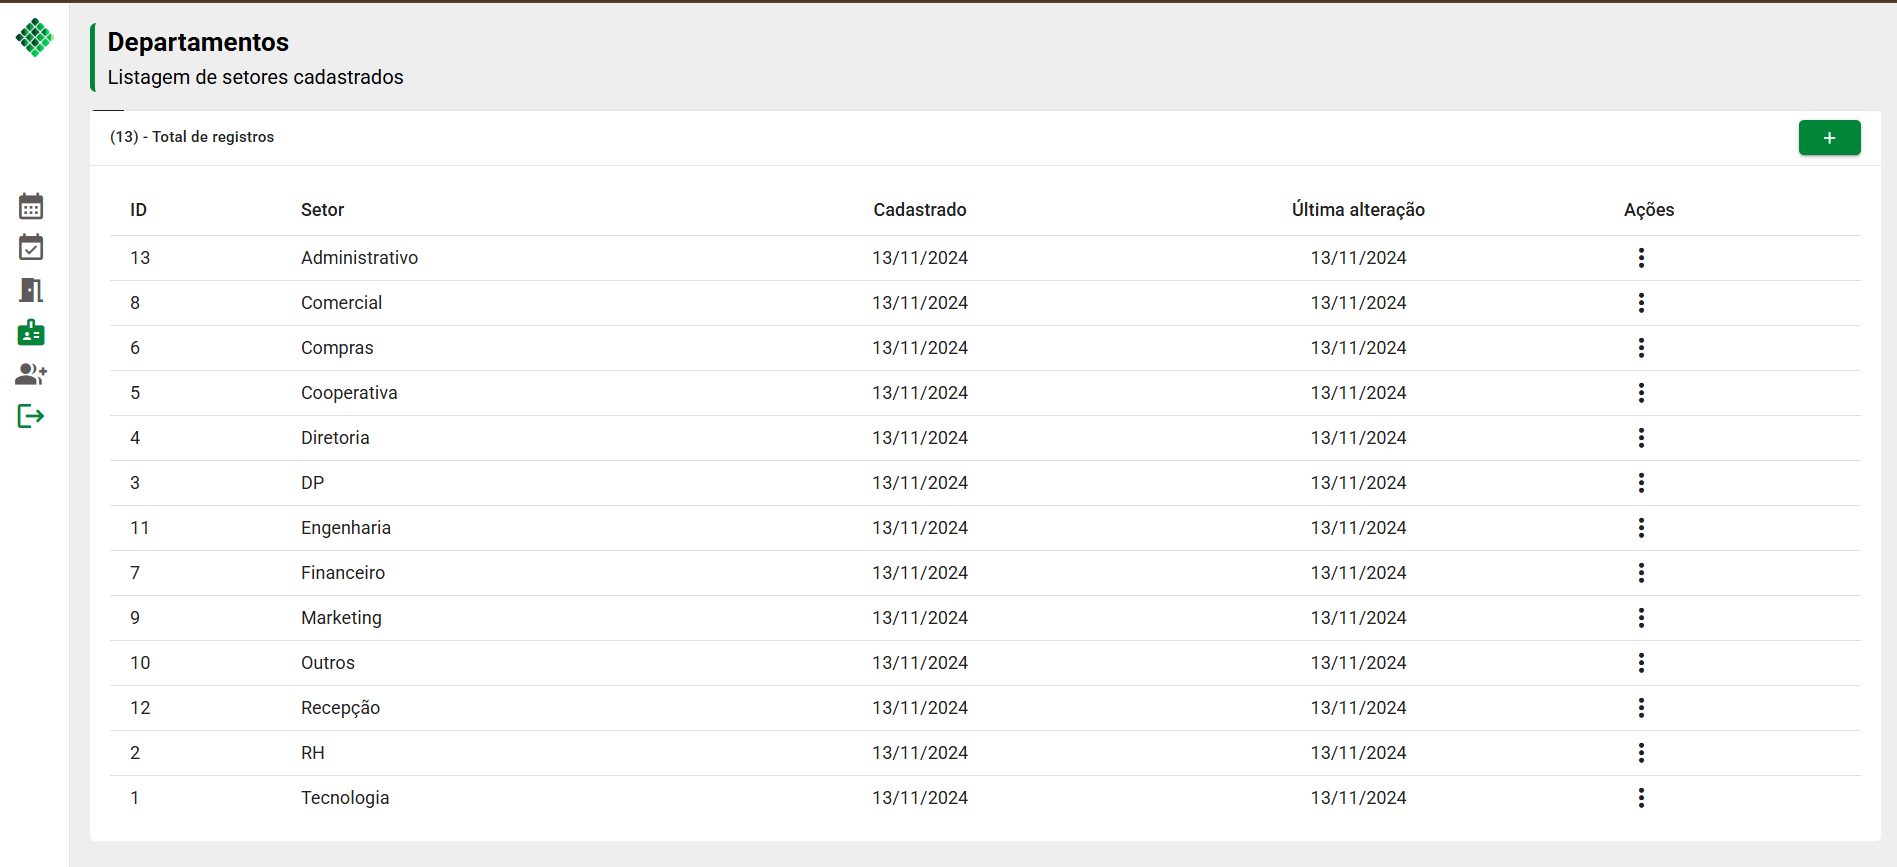 Departamentos
Listagem de setores cadastrados
(13) - Total de registros
+
ID Setor Cadastrado Última alteração Ações
13 Administrativo 13/11/2024 13/11/2024
8 Comercial 13/11/2024 13/11/2024
6 Compras 13/11/2024 13/11/2024
5 Cooperativa 13/11/2024 13/11/2024
4 Diretoria 13/11/2024 13/11/2024
3 DP 13/11/2024 13/11/2024
11 Engenharia 13/11/2024 13/11/2024
7 Financeiro 13/11/2024 13/11/2024
9 Marketing 13/11/2024 13/11/2024
10 Outros 13/11/2024 13/11/2024
12 Recepção 13/11/2024 13/11/2024
2 RH 13/11/2024 13/11/2024
1 Tecnologia 13/11/2024 13/11/2024